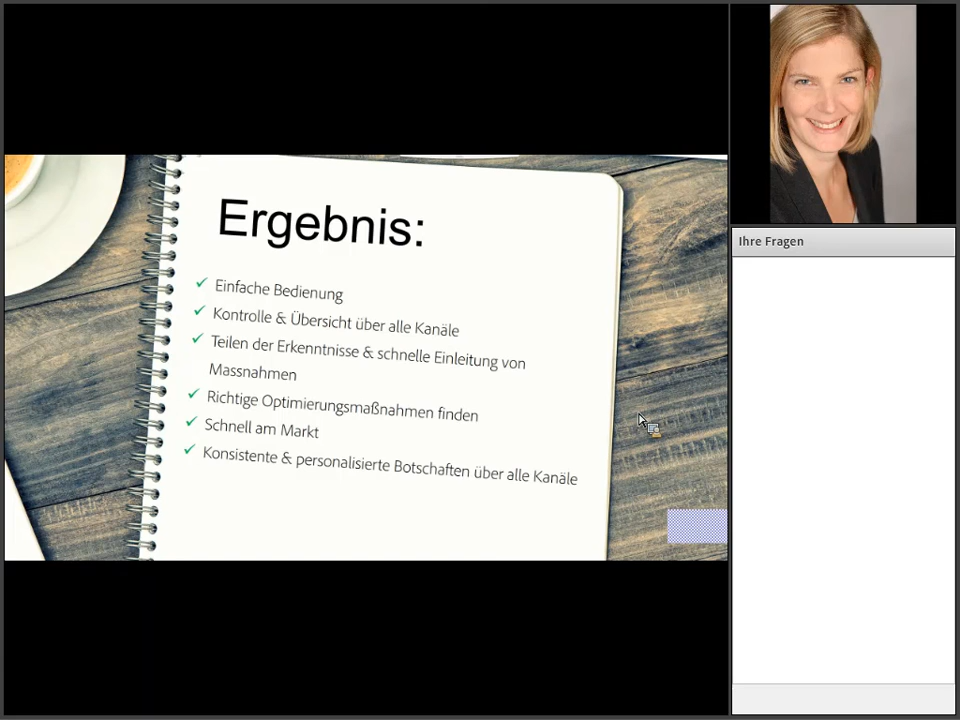 Ergebnis:
Einfache Bedienung
Kontrolle & Übersicht über alle Kanäle
Teilen der Erkenntnisse & schnelle Einleitung von
Massnahmen
Richtige Optimierungsmaßnahmen finden
Schnell am Markt
Konsistente & personalisierte Botschaften über alle Kanäle
Ihre Fragen